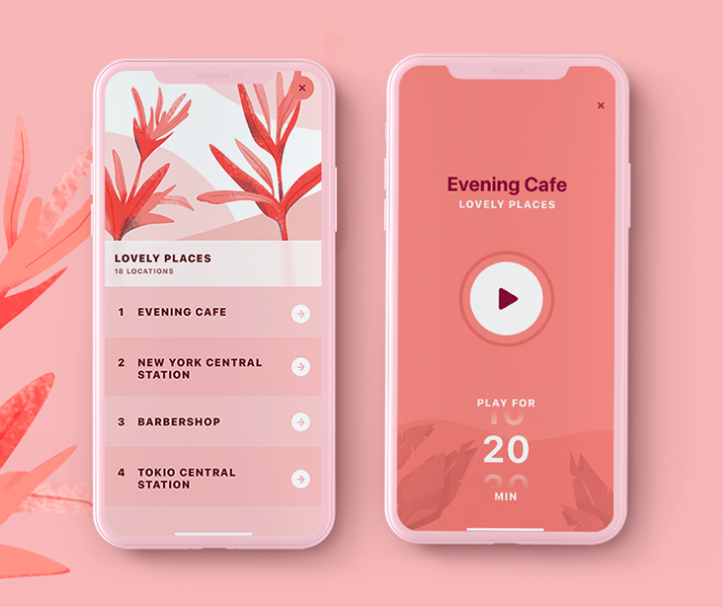 LOVELY PLACES
18 LOCATIONS
1 EVENING CAFE
2 NEW YORK CENTRAL
STATION
3 BARBERSHOP
4 TOKIO CENTRAL
STATION
Evening Cafe
LOVELY PLACES
PLAY FOR
10
20
30
MIN